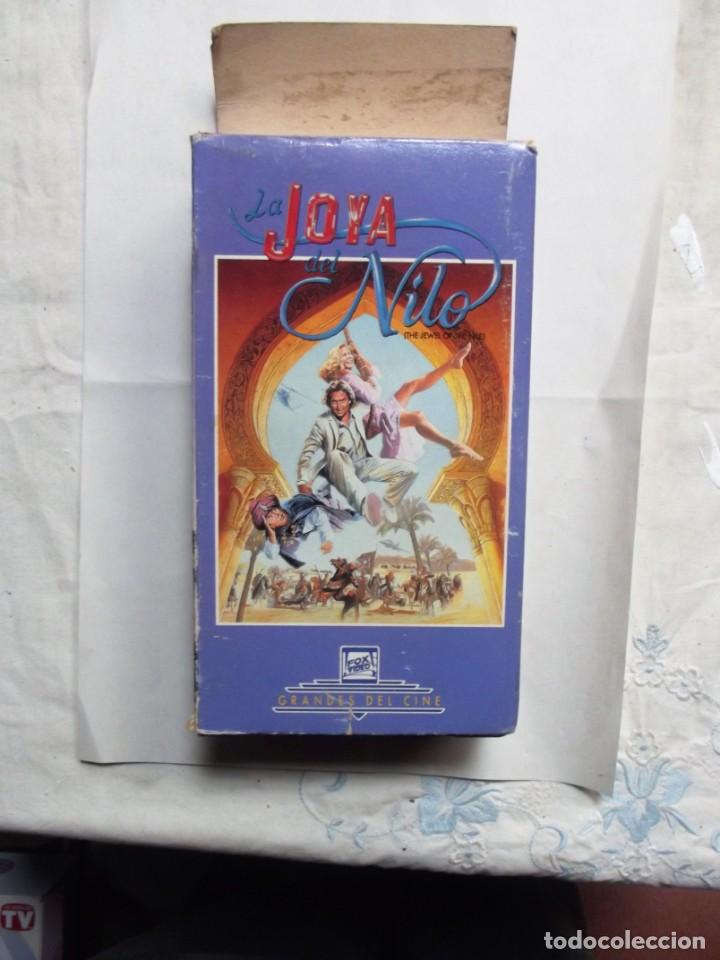 La JOYA
del Nilo
(THE JEWEL OF THE NILE)
FOX
VIDEO
GRANDES DEL CINE
TV
todocoleccion